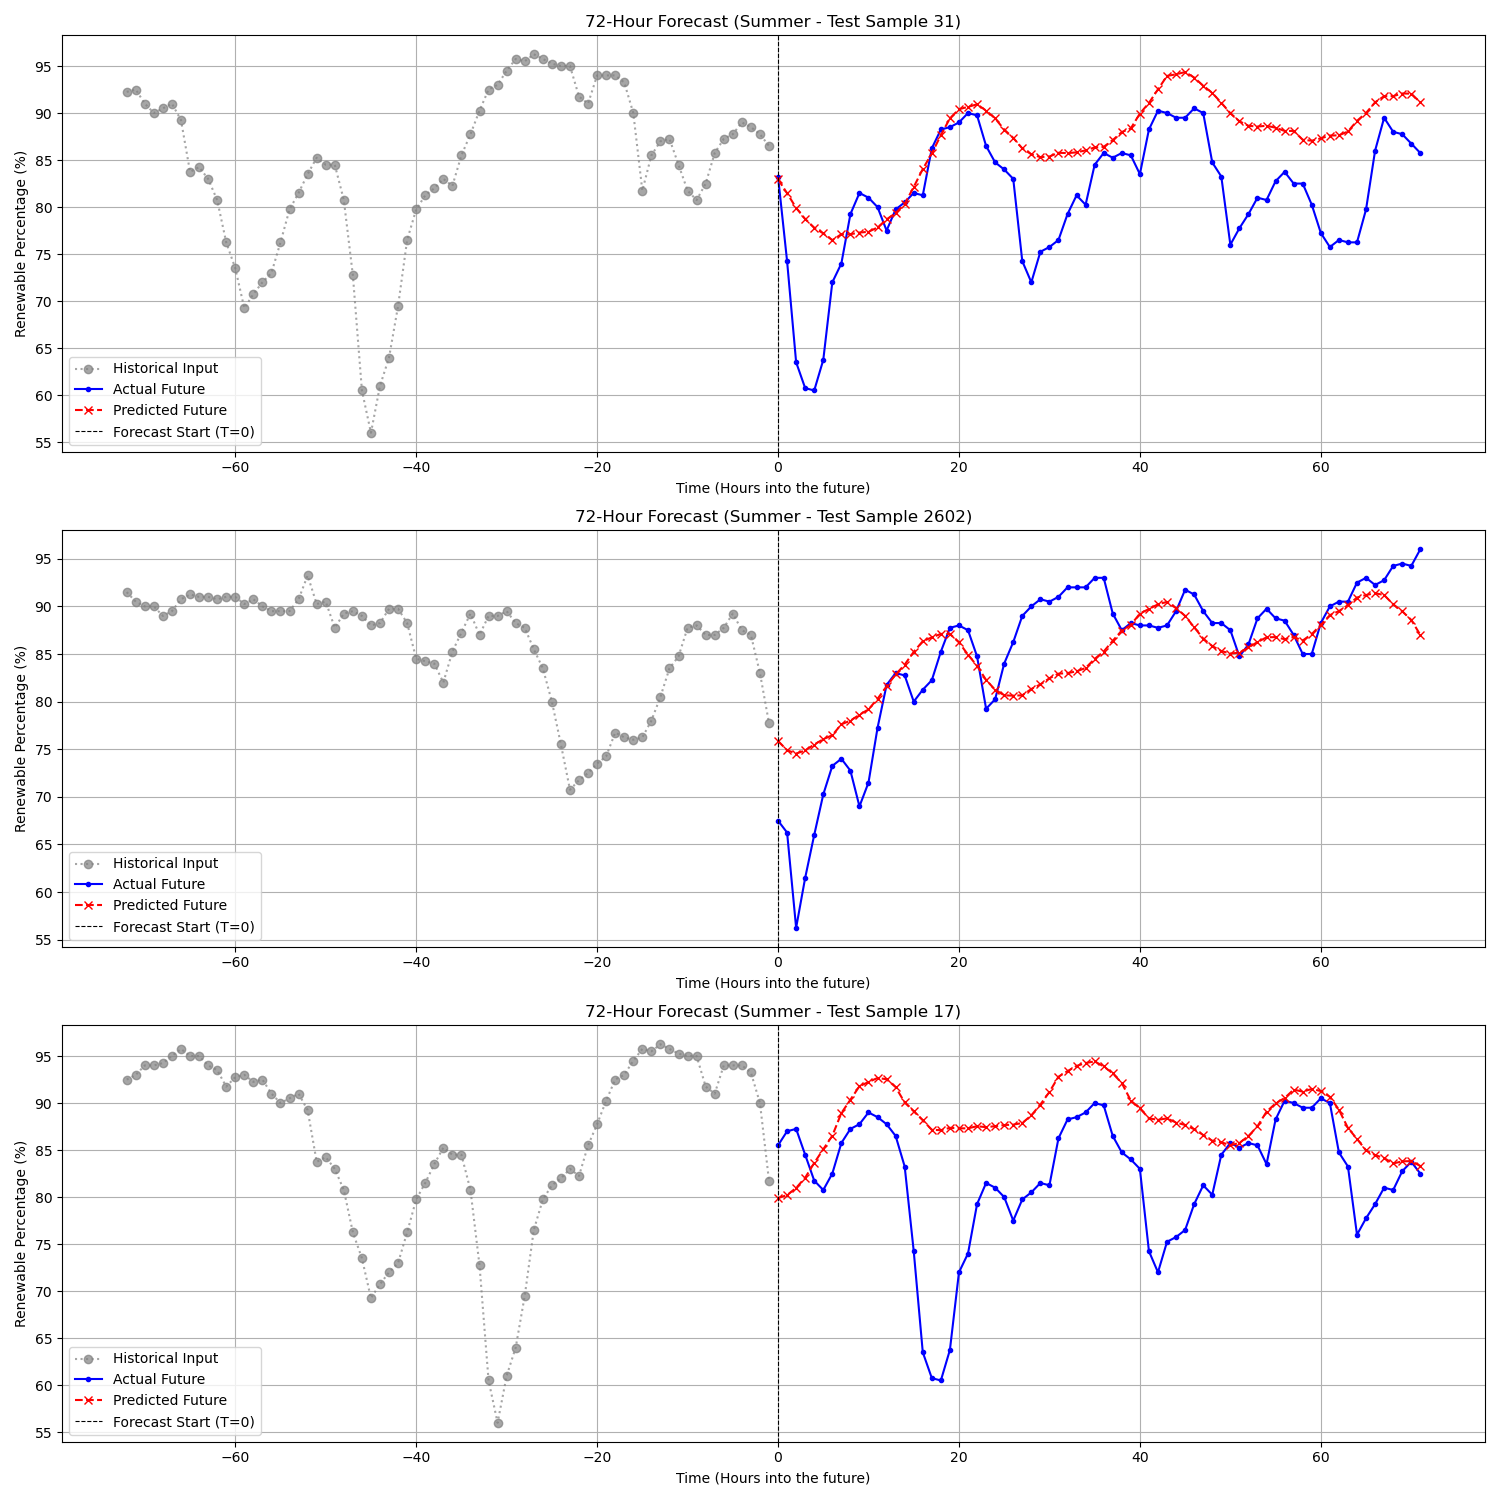 72-Hour Forecast (Summer - Test Sample 31)
Renewable Percentage (%)
95
90
85
80
75
70
65
60
55
Historical Input
Actual Future
Predicted Future
Forecast Start (T=0)
−60
−40
−20
0
20
40
60
Time (Hours into the future)
72-Hour Forecast (Summer - Test Sample 2602)
Renewable Percentage (%)
95
90
85
80
75
70
65
60
55
Historical Input
Actual Future
Predicted Future
Forecast Start (T=0)
−60
−40
−20
0
20
40
60
Time (Hours into the future)
72-Hour Forecast (Summer - Test Sample 17)
Renewable Percentage (%)
95
90
85
80
75
70
65
60
55
Historical Input
Actual Future
Predicted Future
Forecast Start (T=0)
−60
−40
−20
0
20
40
60
Time (Hours into the future)